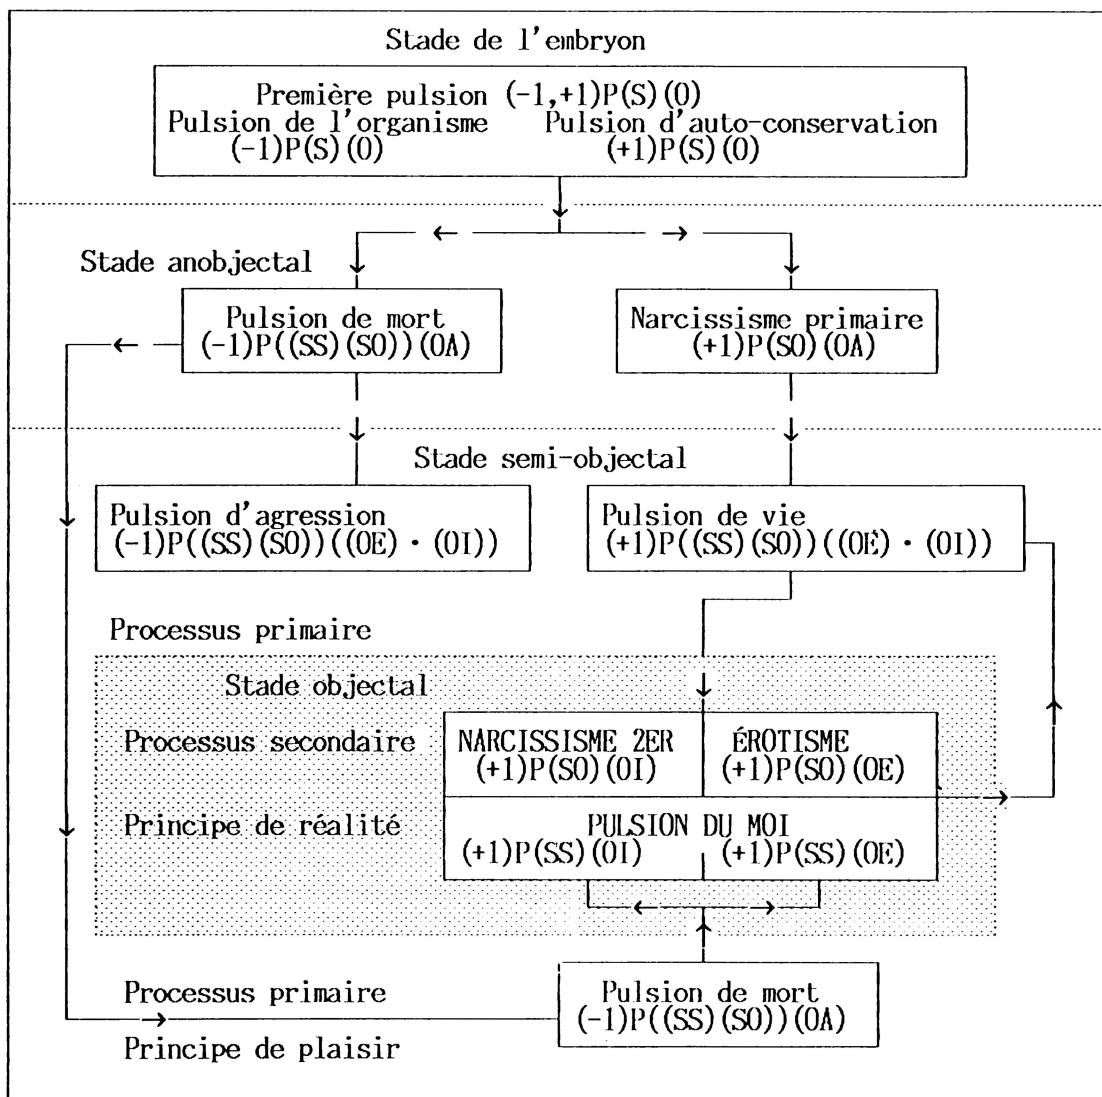 Stade de l'embryon
Première pulsion (-1,+1)P(S)(O)
Pulsion de l'organisme Pulsion d'auto-conservation
(-1)P(S)(O) (+1)P(S)(O)
Stade anobjectal
Pulsion de mort
(-1)P((SS)(SO))(OA)
Narcissisme primaire
(+1)P(SO)(OA)
Stade semi-objectal
Pulsion d'agression
(-1)P((SS)(SO))((OE)·(OI))
Pulsion de vie
(+1)P((SS)(SO))((OE)·(OI))
Processus primaire
Stade objectal
Processus secondaire
NARCISSISME 2ER
(+1)P(SO)(OI)
ÉROTISME
(+1)P(SO)(OE)
Principe de réalité
PULSION DU MOI
(+1)P(SS)(OI) (+1)P(SS)(OE)
Processus primaire
Principe de plaisir
Pulsion de mort
(-1)P((SS)(SO))(OA)